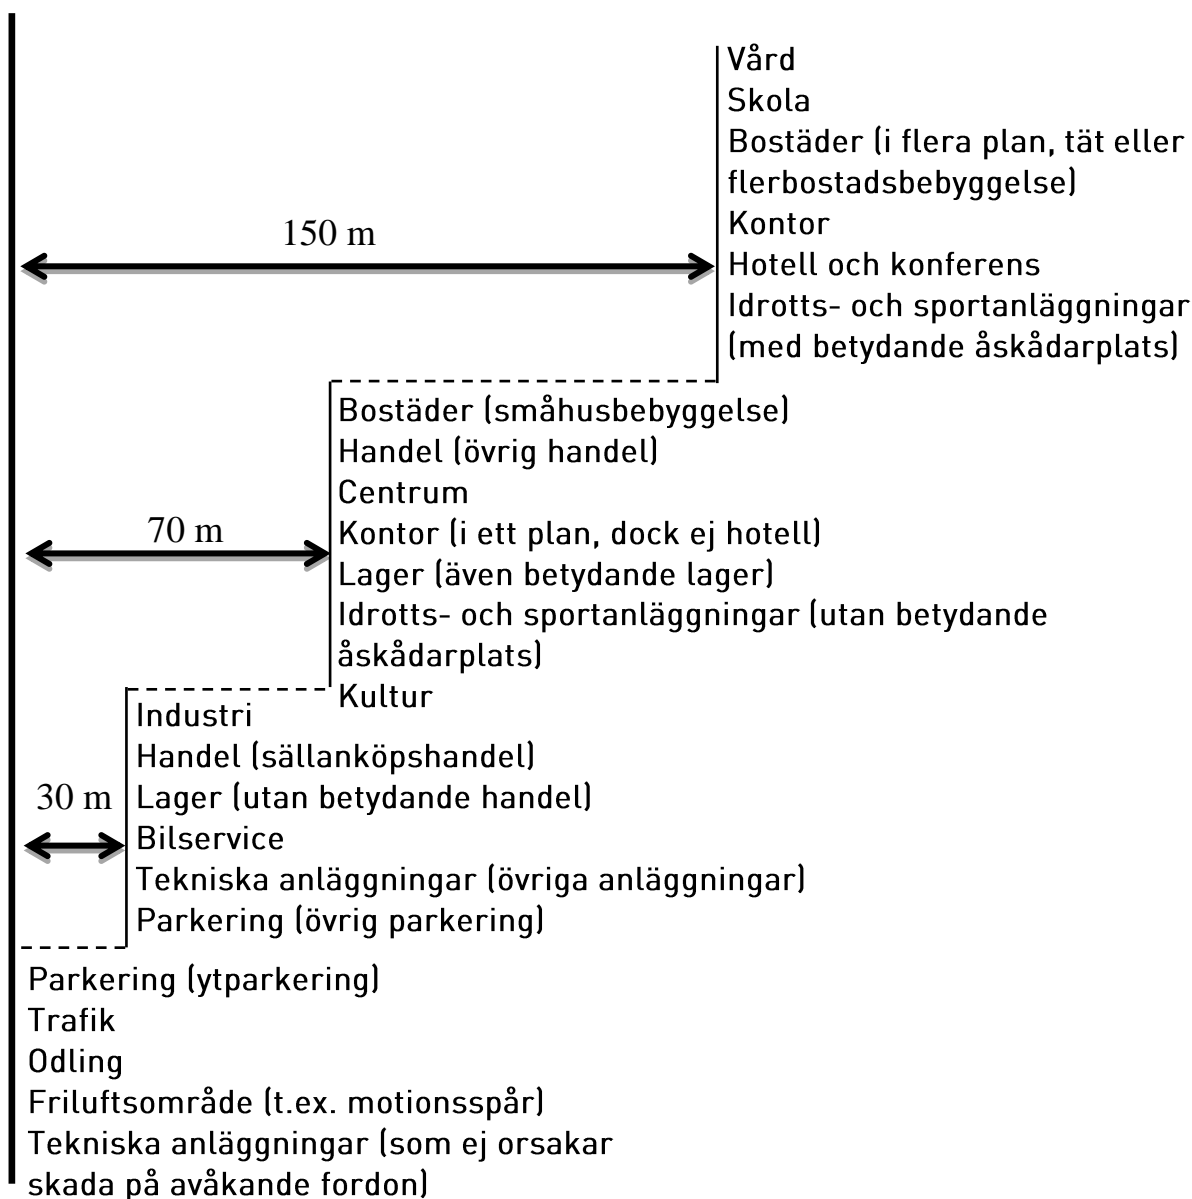 Vård
Skola
Bostäder (i flera plan, tät eller
flerbostadsbebyggelse)
150 m
Kontor
Hotell och konferens
Idrotts- och sportanläggningar
(med betydande åskådarplats)
Bostäder (småhusbebyggelse)
Handel (övrig handel)
Centrum
70 m
Kontor (i ett plan, dock ej hotell)
Lager (även betydande lager)
Idrotts- och sportanläggningar (utan betydande
åskådarplats)
Kultur
Industri
Handel (sällanköpshandel)
30 m
Lager (utan betydande handel)
Bilservice
Tekniska anläggningar (övriga anläggningar)
Parkering (övrig parkering)
Parkering (ytparkering)
Trafik
Odling
Friluftsområde (t.ex. motionsspår)
Tekniska anläggningar (som ej orsakar
skada på avåkande fordon)